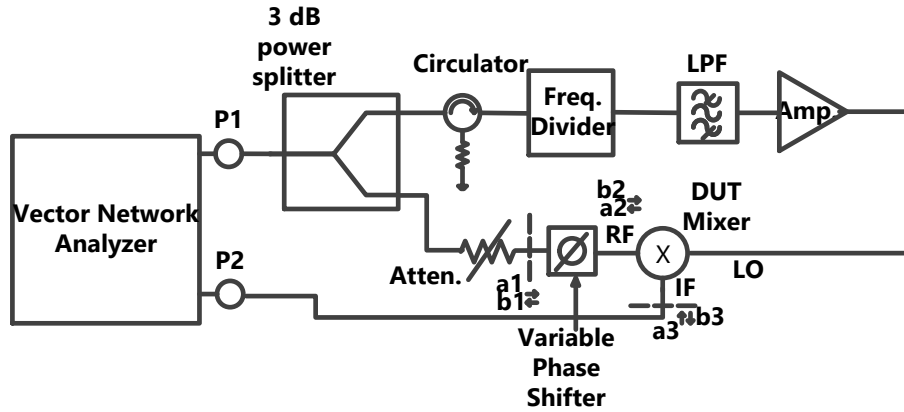 3 dB
power
splitter
Circulator
Freq.
Divider
LPF
Amp.
P1
Vector Network
Analyzer
P2
Atten.
a1
b1
b2
a2
RF
DUT
Mixer
X
LO
IF
a3
b3
Variable
Phase
Shifter